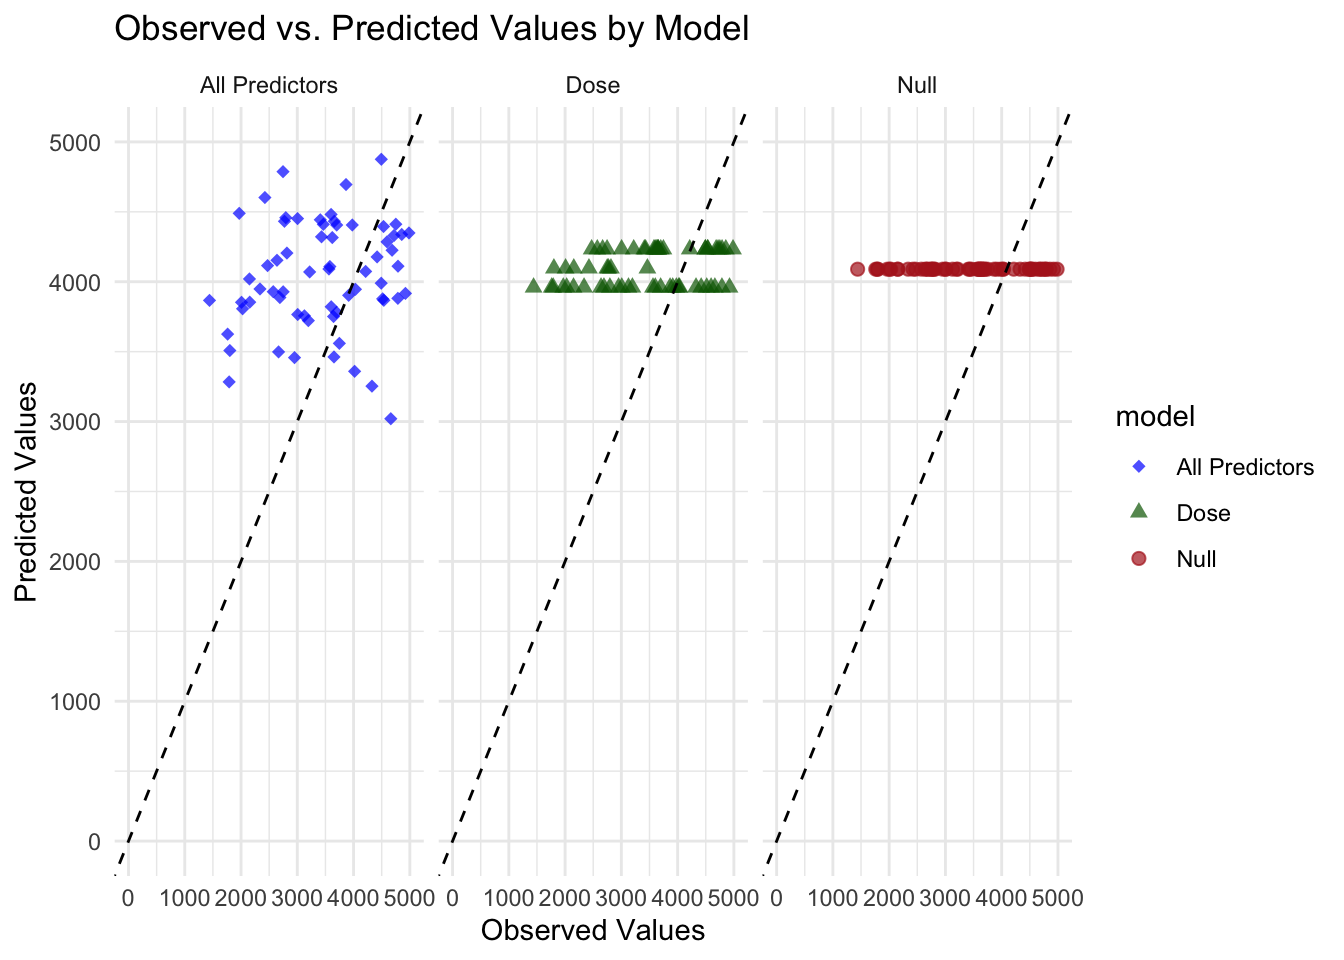 Observed vs. Predicted Values by Model
All Predictors
Dose
Null
5000
4000
3000
2000
1000
0
Predicted Values
0 1000 2000 3000 4000 5000
0 1000 2000 3000 4000 5000
0 1000 2000 3000 4000 5000
Observed Values
model
All Predictors
Dose
Null